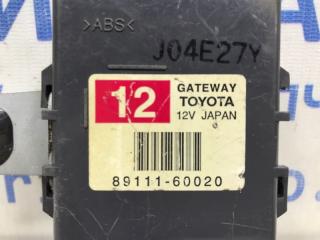 >ABS<
J04E27Y
12
GATEWAY
TOYOTA
12V JAPAN
89111-60020